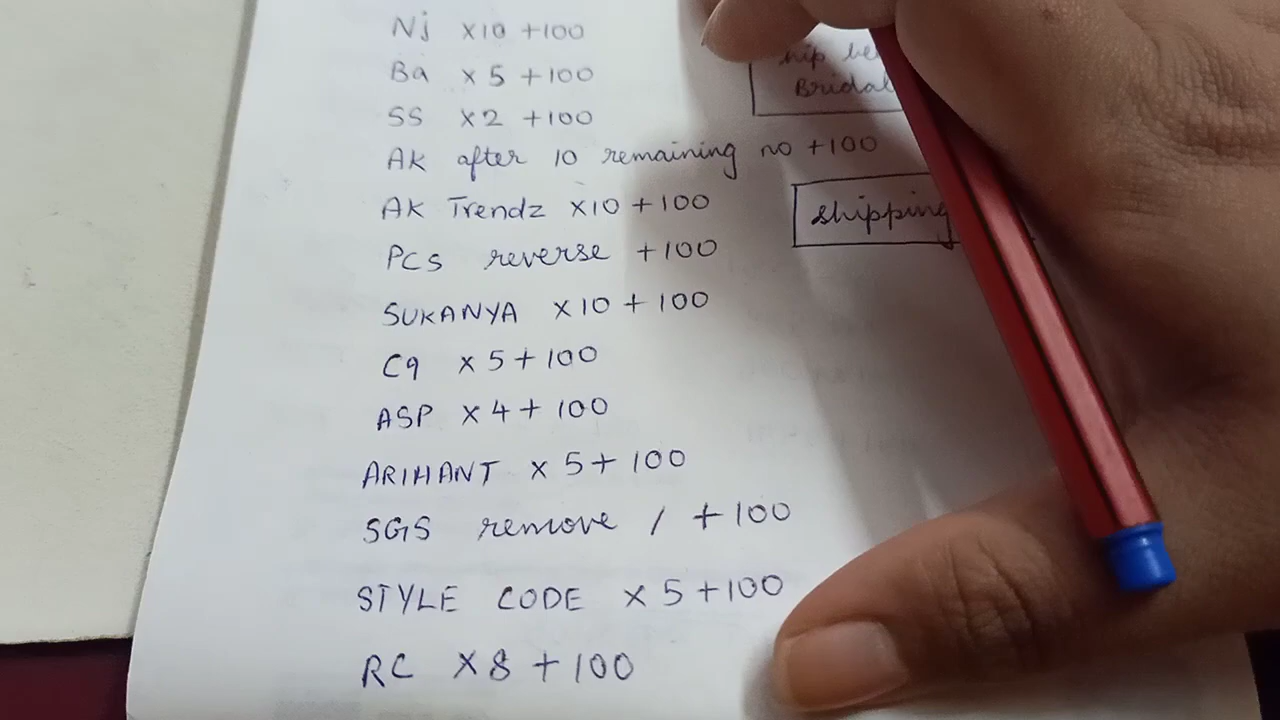 Nj x10 +100
Ba x 5 +100
SS x2 +100
AK after 10 remaining no +100
AK Trendz x10 +100
PCS reverse +100
SUKANYA x10 + 100
C9 x 5 + 100
ASP x 4 + 100
ARIHANT x 5 + 100
SGS remove / +100
STYLE CODE x 5 +100
RC x8 + 100
Bridal
shipping